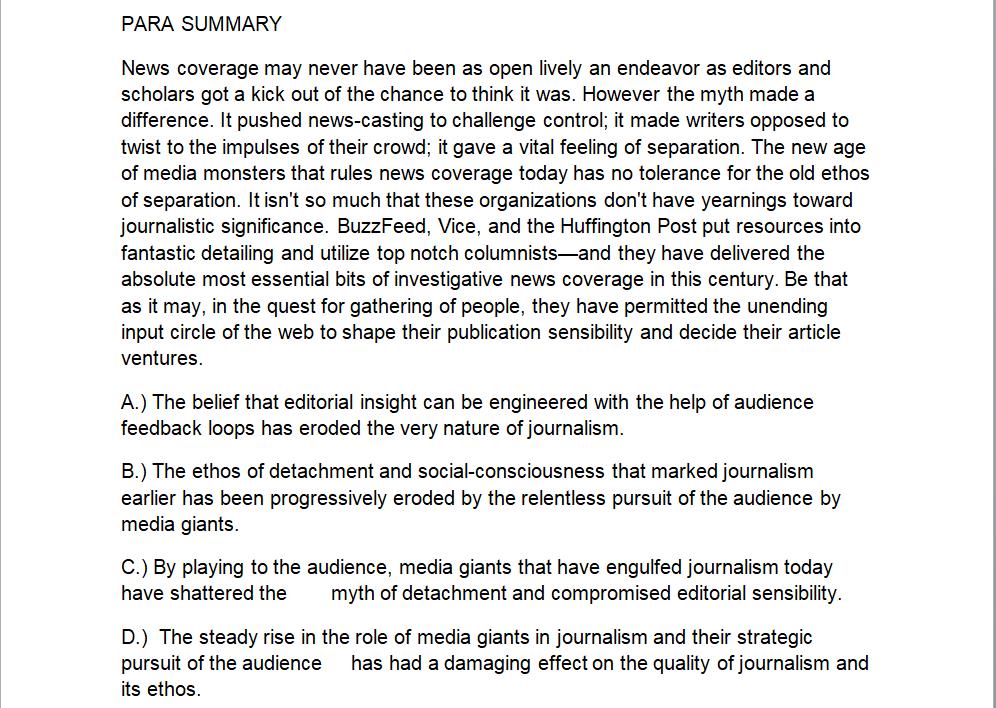 PARA SUMMARY
News coverage may never have been as open lively an endeavor as editors and
scholars got a kick out of the chance to think it was. However the myth made a
difference. It pushed news-casting to challenge control; it made writers opposed to
twist to the impulses of their crowd; it gave a vital feeling of separation. The new age
of media monsters that rules news coverage today has no tolerance for the old ethos
of separation. It isn't so much that these organizations don't have yearnings toward
journalistic significance. BuzzFeed, Vice, and the Huffington Post put resources into
fantastic detailing and utilize top notch columnists—and they have delivered the
absolute most essential bits of investigative news coverage in this century. Be that
as it may, in the quest for gathering of people, they have permitted the unending
input circle of the web to shape their publication sensibility and decide their article
ventures.
A.) The belief that editorial insight can be engineered with the help of audience
feedback loops has eroded the very nature of journalism.
B.) The ethos of detachment and social-consciousness that marked journalism
earlier has been progressively eroded by the relentless pursuit of the audience by
media giants.
C.) By playing to the audience, media giants that have engulfed journalism today
have shattered the myth of detachment and compromised editorial sensibility.
D.) The steady rise in the role of media giants in journalism and their strategic
pursuit of the audience has had a damaging effect on the quality of journalism and
its ethos.